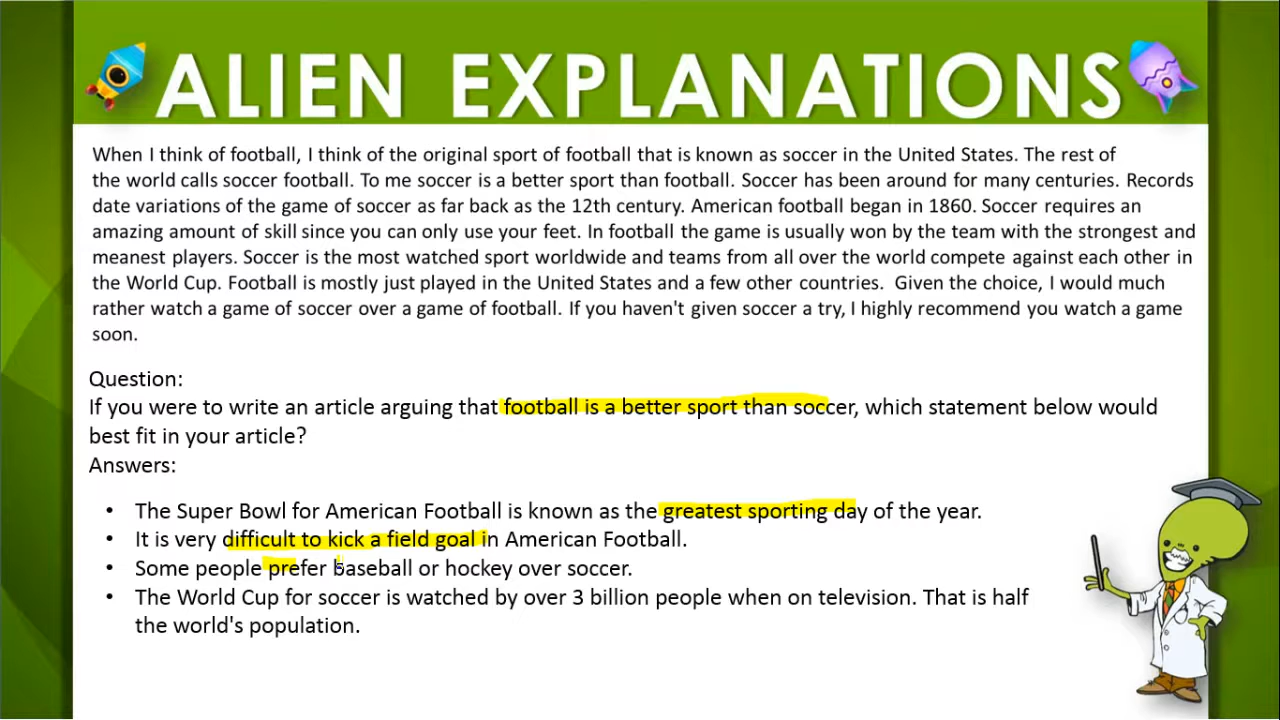 ALIEN EXPLANATIONS
When I think of football, I think of the original sport of football that is known as soccer in the United States. The rest of
the world calls soccer football. To me soccer is a better sport than football. Soccer has been around for many centuries. Records
date variations of the game of soccer as far back as the 12th century. American football began in 1860. Soccer requires an
amazing amount of skill since you can only use your feet. In football the game is usually won by the team with the strongest and
meanest players. Soccer is the most watched sport worldwide and teams from all over the world compete against each other in
the World Cup. Football is mostly just played in the United States and a few other countries. Given the choice, I would much
rather watch a game of soccer over a game of football. If you haven't given soccer a try, I highly recommend you watch a game
soon.
Question:
If you were to write an article arguing that football is a better sport than soccer, which statement below would
best fit in your article?
Answers:
• The Super Bowl for American Football is known as the greatest sporting day of the year.
• It is very difficult to kick a field goal in American Football.
• Some people prefer baseball or hockey over soccer.
• The World Cup for soccer is watched by over 3 billion people when on television. That is half
the world's population.